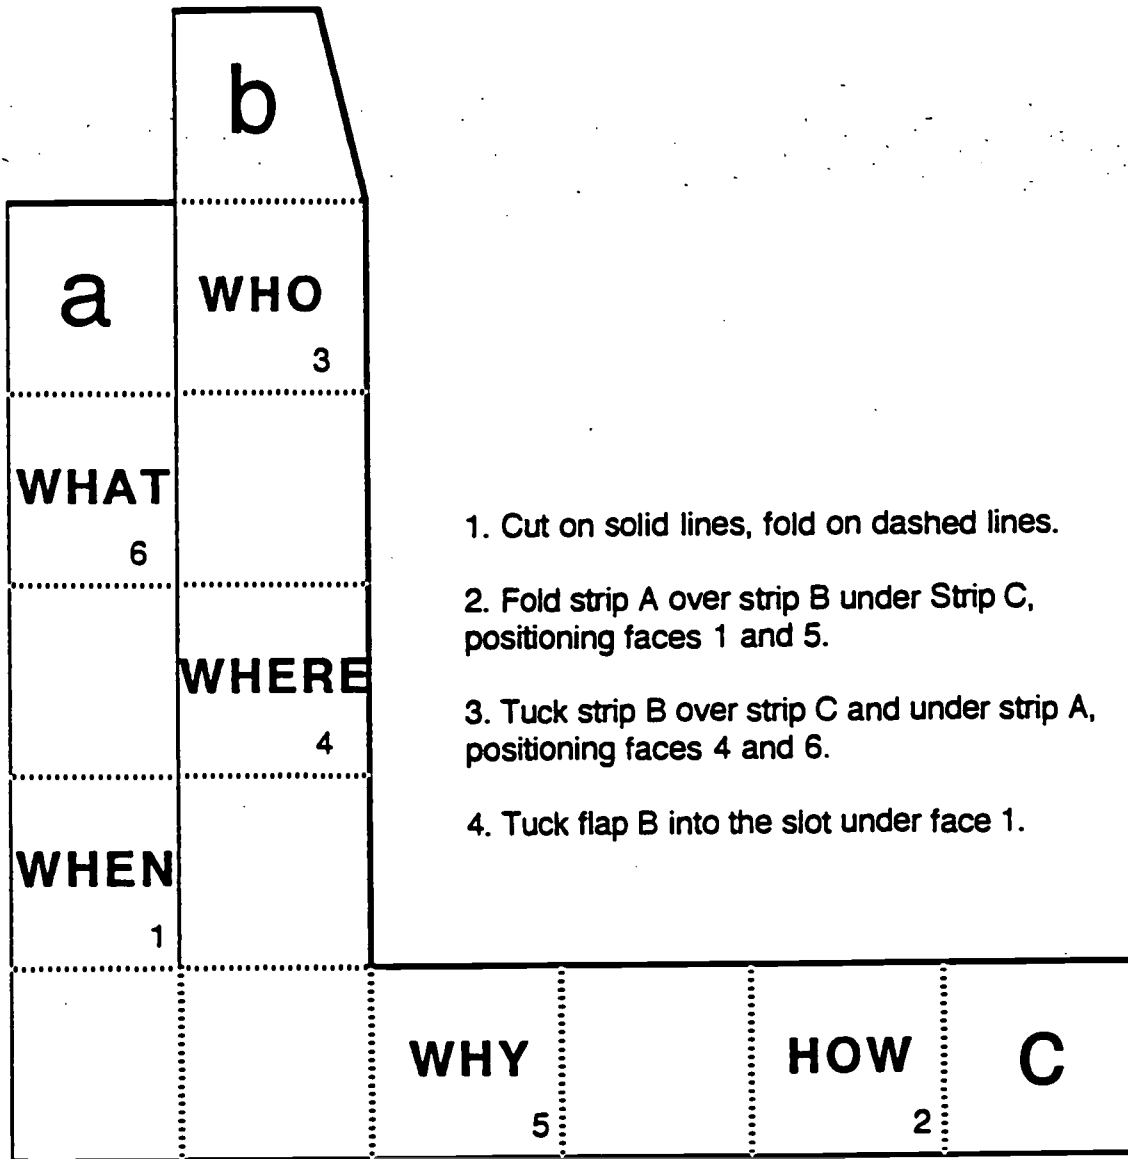 b
a
WHO
3
WHAT
6
1. Cut on solid lines, fold on dashed lines.
2. Fold strip A over strip B under Strip C,
positioning faces 1 and 5.
WHERE
4
3. Tuck strip B over strip C and under strip A,
positioning faces 4 and 6.
4. Tuck flap B into the slot under face 1.
WHEN
1
WHY
5
HOW
2
C